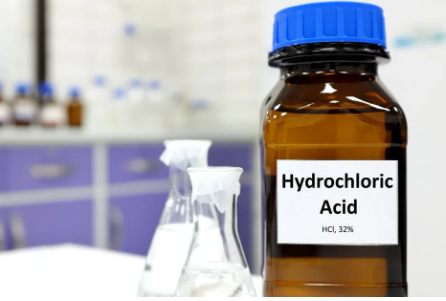 Hydrochloric
Acid
HCl, 32%